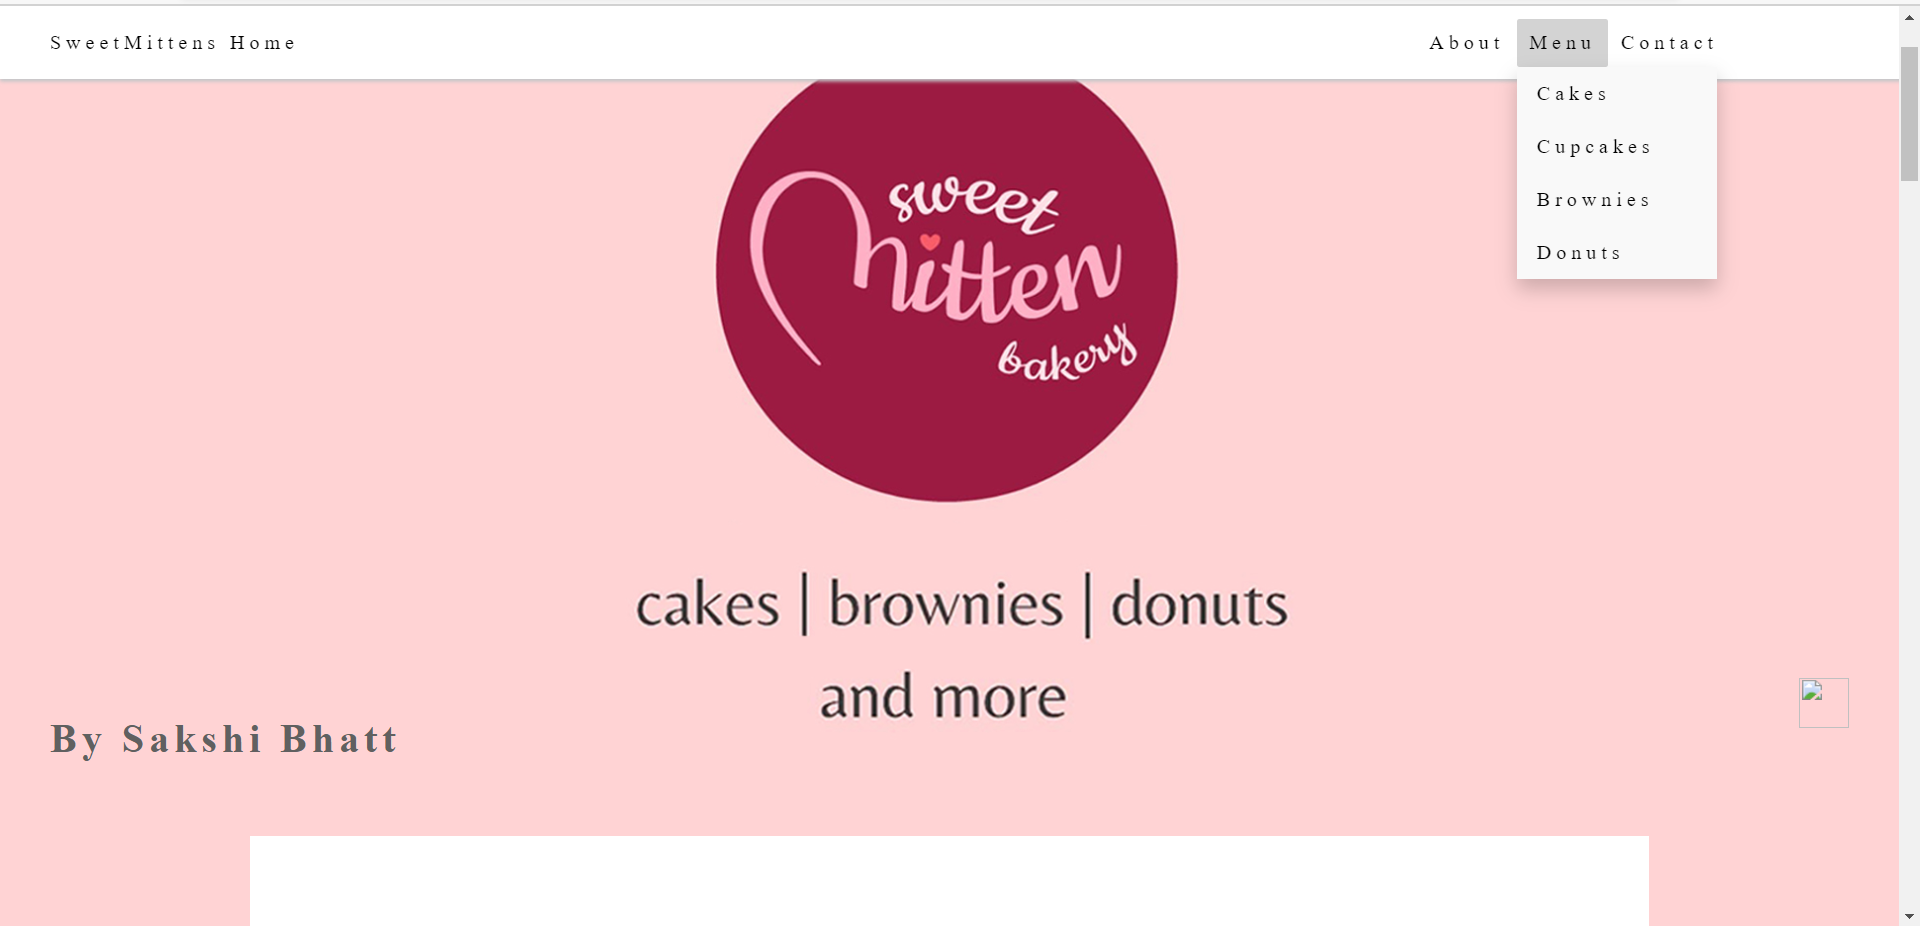 SweetMittens Home
About Menu Contact
Cakes
Cupcakes
Brownies
Donuts
sweet
Mitten
bakery
cakes | brownies | donuts
and more
By Sakshi Bhatt